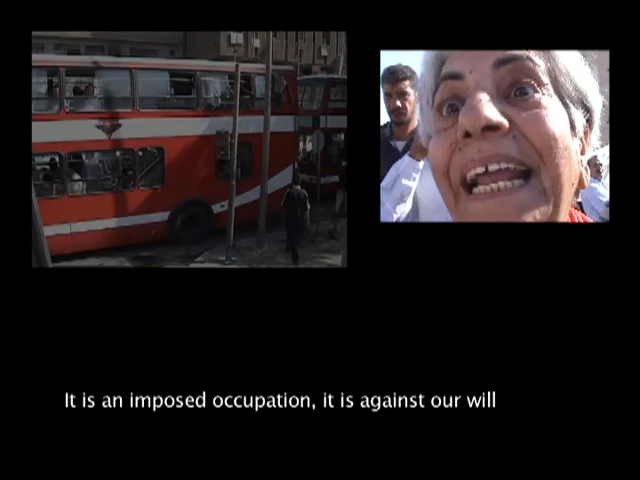 It is an imposed occupation, it is against our will